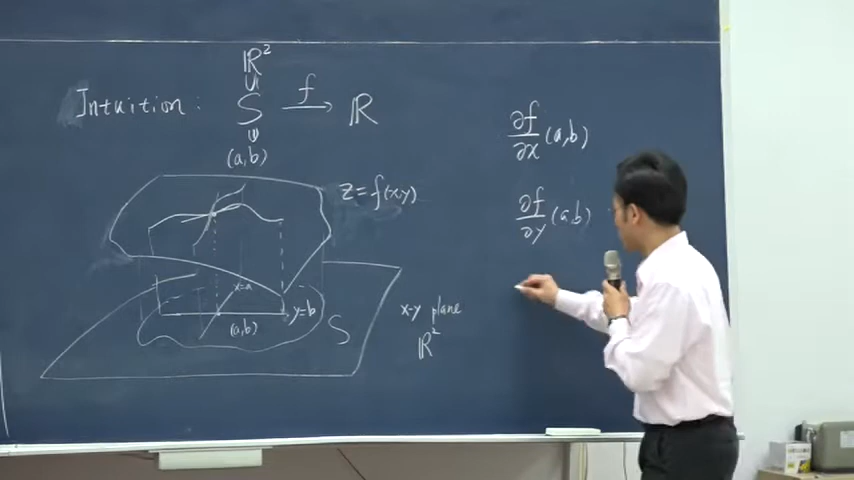 ℝ²
∪
Intuition: S —f→ ℝ
∪
(a,b)
z=f(x,y)
x=a
y=b
(a,b)
S
x-y plane
ℝ²
∂f/∂x (a,b)
∂f/∂y (a,b)